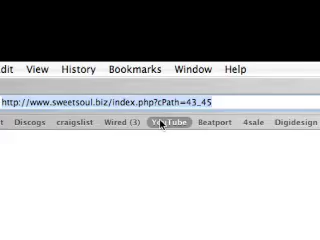 dit View History Bookmarks Window Help
http://www.sweetsoul.biz/index.php?cPath=43_45
t Discogs craigslist Wired (3) YouTube Beatport 4sale Digidesign